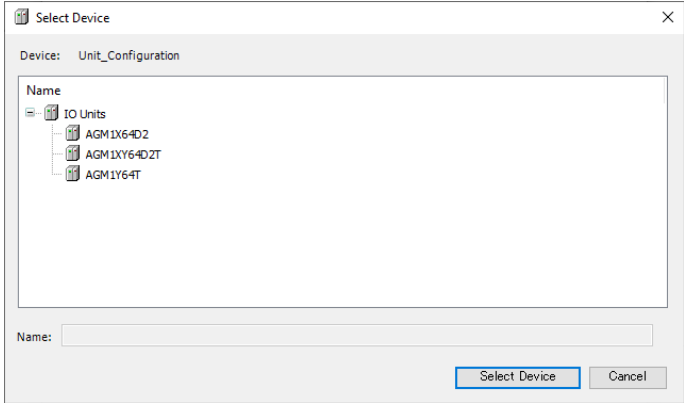 Select Device
Device: Unit_Configuration
Name
IO Units
AGM1X64D2
AGM1XY64D2T
AGM1Y64T
Name:
Select Device Cancel